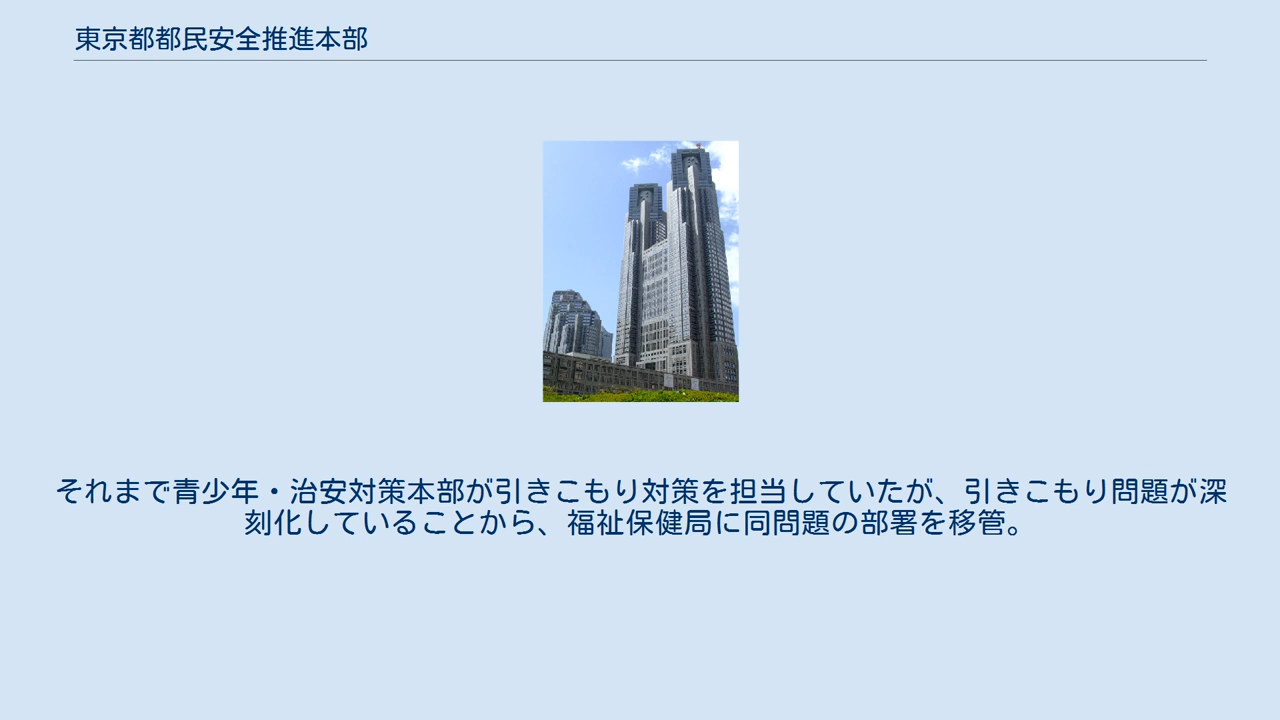 東京都都民安全推進本部
それまで青少年・治安対策本部が引きこもり対策を担当していたが、引きこもり問題が深
刻化していることから、福祉保健局に同問題の部署を移管。